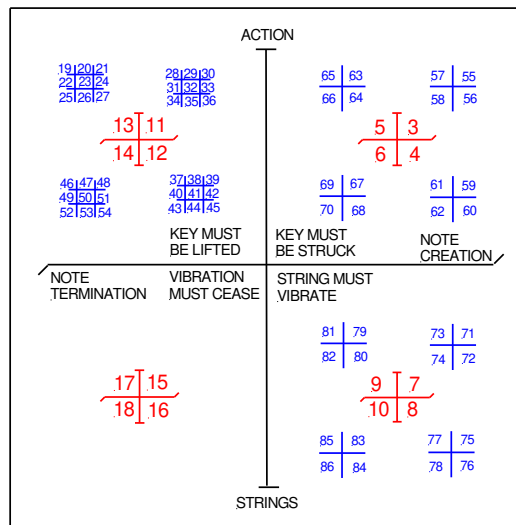 ACTION
19 20 21
22 23 24
25 26 27
28 29 30
31 32 33
34 35 36
65 63
66 64
57 55
58 56
13 11
14 12
5 3
6 4
46 47 48
49 50 51
52 53 54
37 38 39
40 41 42
43 44 45
69 67
70 68
61 59
62 60
KEY MUST
BE LIFTED
KEY MUST
BE STRUCK
NOTE
CREATION
NOTE
TERMINATION
VIBRATION
MUST CEASE
STRING MUST
VIBRATE
81 79
82 80
73 71
74 72
17 15
18 16
9 7
10 8
85 83
86 84
77 75
78 76
STRINGS